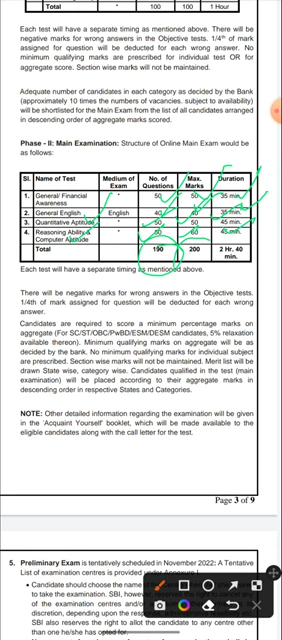 Total * 100 100 1 Hour
Each test will have a separate timing as mentioned above. There will be
negative marks for wrong answers in the Objective tests. 1/4th of mark
assigned for question will be deducted for each wrong answer. No
minimum qualifying marks are prescribed for individual test OR for
aggregate score. Section wise marks will not be maintained.
Adequate number of candidates in each category as decided by the Bank
(approximately 10 times the numbers of vacancies, subject to availability)
will be shortlisted for the Main Exam from the list of all candidates arranged
in descending order of aggregate marks scored.
Phase - II: Main Examination: Structure of Online Main Exam would be
as follows:
Sl. Name of Test Medium of Exam No. of Questions Max. Marks Duration
1. General/ Financial Awareness * 50 50 35 min.
2. General English English 40 40 35 min.
3. Quantitative Aptitude * 50 50 45 min.
4. Reasoning Ability & Computer Aptitude * 50 60 45 min.
Total 190 200 2 Hr. 40 min.
Each test will have a separate timing as mentioned above.
There will be negative marks for wrong answers in the Objective tests.
1/4th of mark assigned for question will be deducted for each wrong
answer.
Candidates are required to score a minimum percentage marks on
aggregate (For SC/ST/OBC/PwBD/ESM/DESM candidates, 5% relaxation
available thereon). Minimum qualifying marks on aggregate will be as
decided by the bank. No minimum qualifying marks for individual subject
are prescribed. Section wise marks will not be maintained. Merit list will be
drawn State wise, category wise. Candidates qualified in the test (main
examination) will be placed according to their aggregate marks in
descending order in respective States and Categories.
NOTE: Other detailed information regarding the examination will be given
in the 'Acquaint Yourself' booklet, which will be made available to the
eligible candidates along with the call letter for the test.
Page 3 of 9
5. Preliminary Exam is tentatively scheduled in November 2022: A Tentative
List of examination centres is provided under Annexure I.
• Candidate should choose the name
to take the examination. SBI, however,
of the examination centres and/or
depending upon the
SBI also reserves the right to allot the candidate to any centre other
than one he/she has opted for.